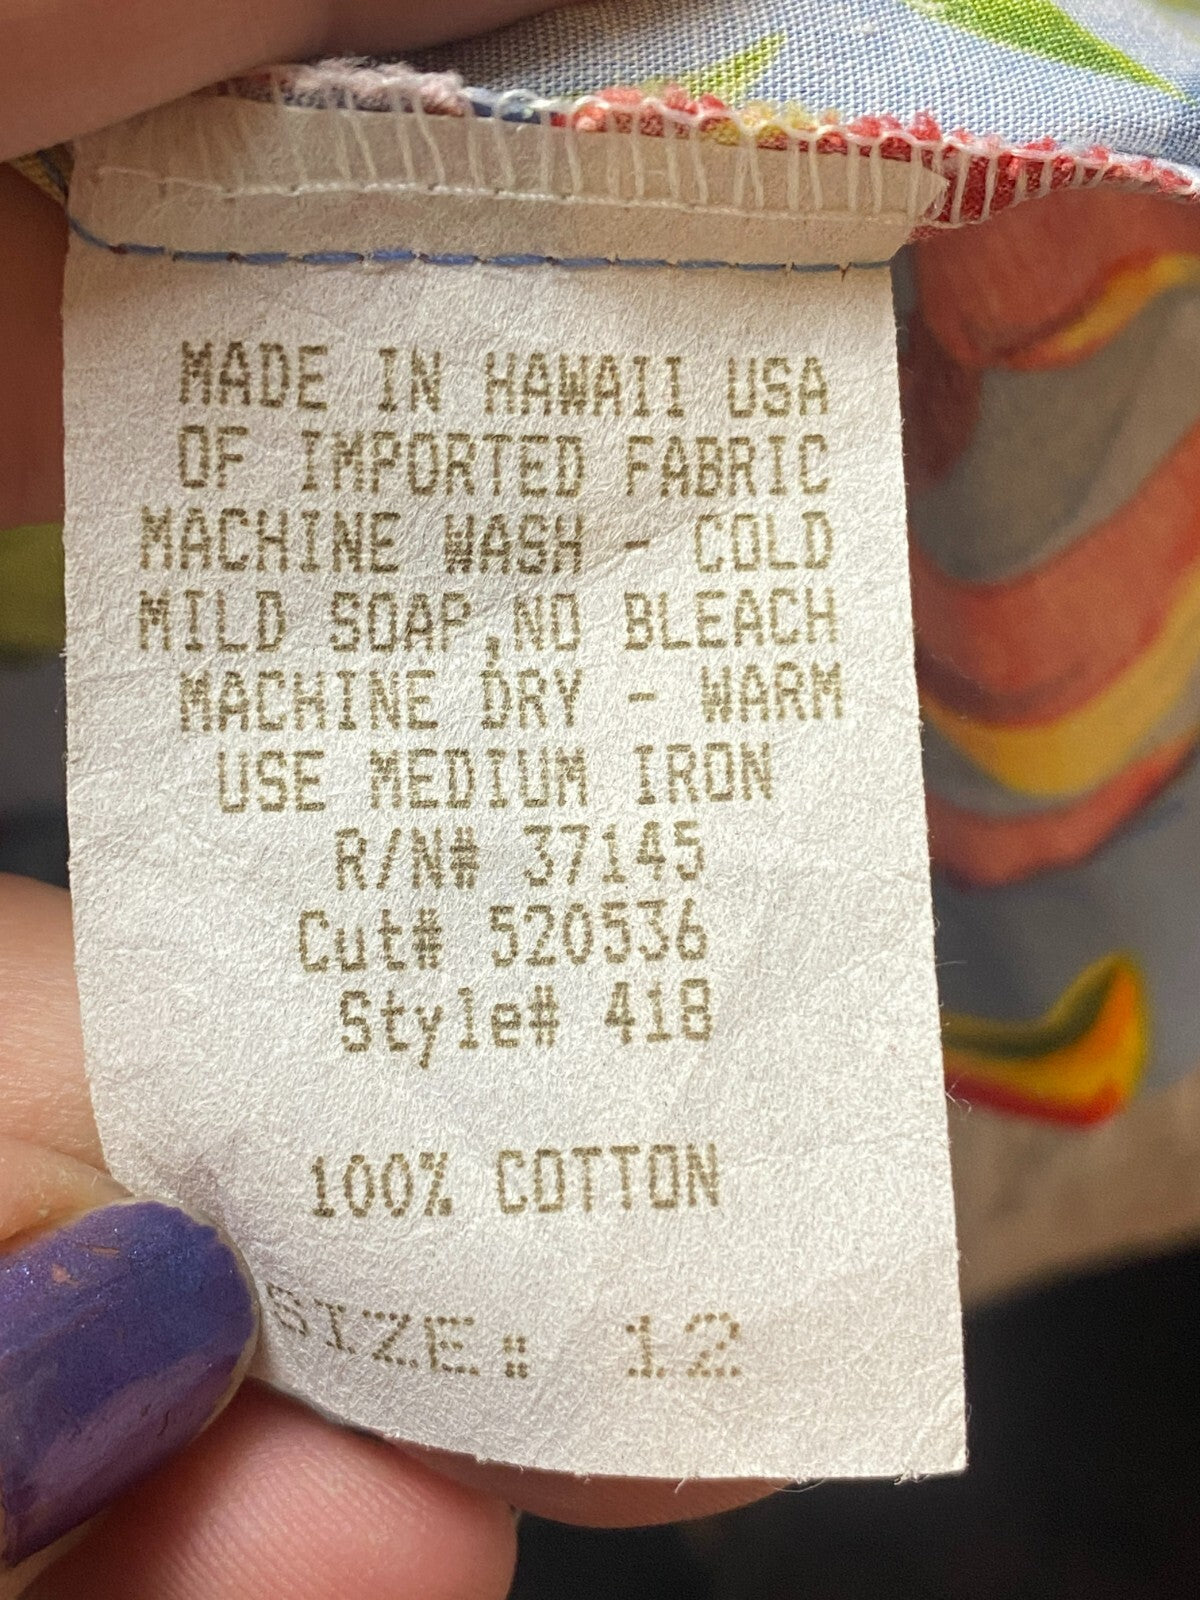 MADE IN HAWAII USA
OF IMPORTED FABRIC
MACHINE WASH - COLD
MILD SOAP,NO BLEACH
MACHINE DRY - WARM
USE MEDIUM IRON
R/N# 37145
Cut# 520536
Style# 418
100% COTTON
SIZE: 12